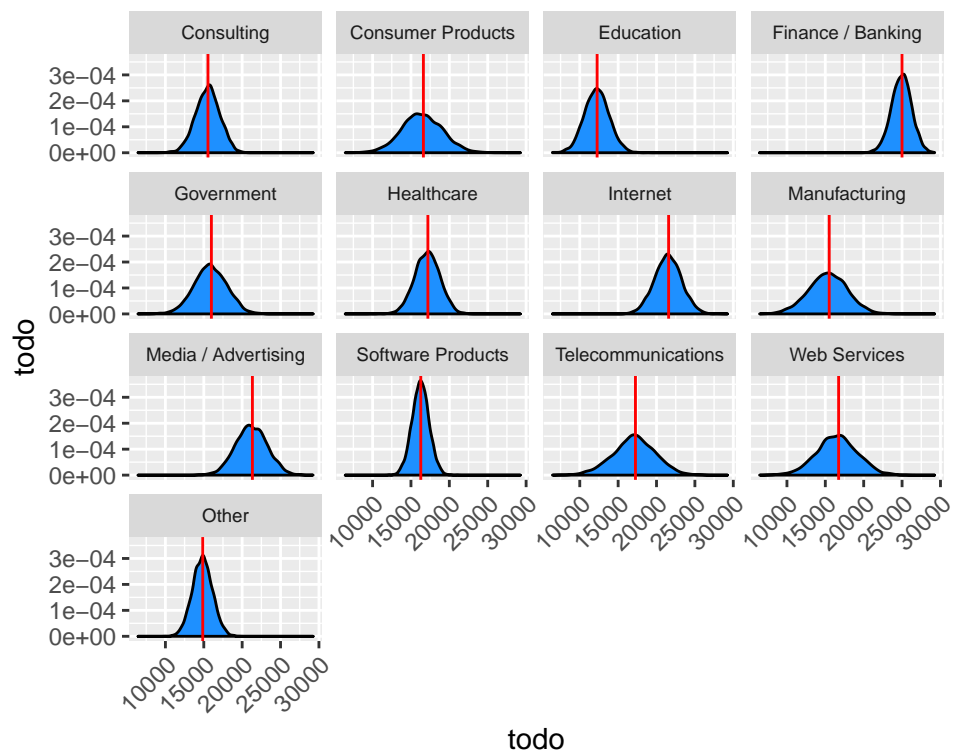 Consulting
Consumer Products
Education
Finance / Banking
3e−04
2e−04
1e−04
0e+00
Government
Healthcare
Internet
Manufacturing
3e−04
2e−04
1e−04
0e+00
Media / Advertising
Software Products
Telecommunications
Web Services
3e−04
2e−04
1e−04
0e+00
10000 15000 20000 25000 30000
10000 15000 20000 25000 30000
10000 15000 20000 25000 30000
Other
3e−04
2e−04
1e−04
0e+00
10000 15000 20000 25000 30000
todo
todo